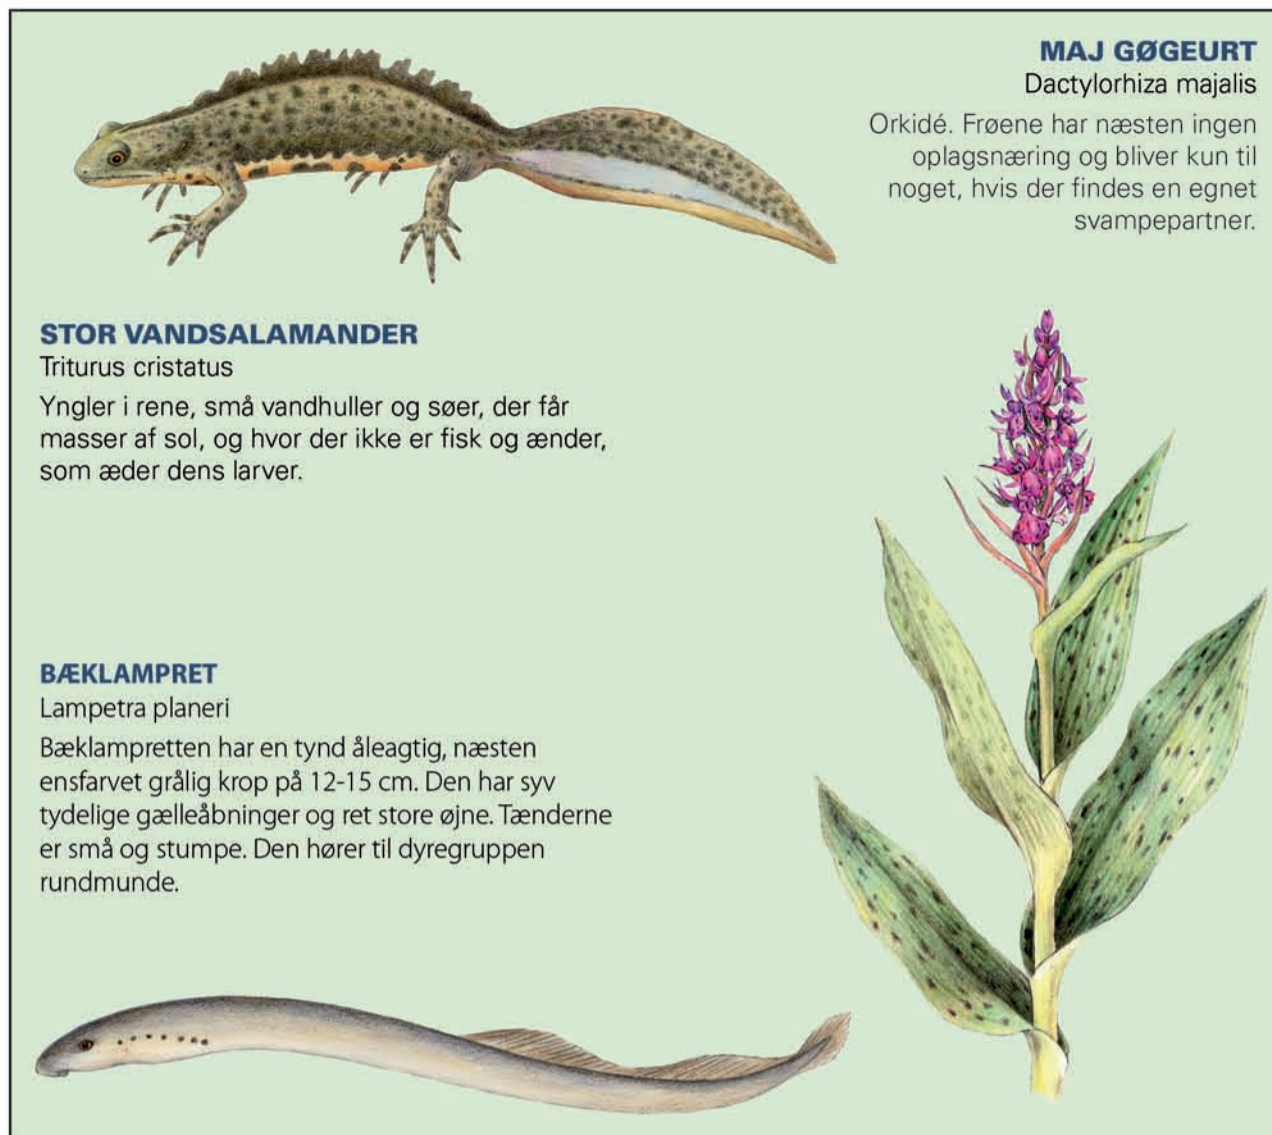 MAJ GØGEURT
Dactylorhiza majalis
Orkidé. Frøene har næsten ingen
oplagsnæring og bliver kun til
noget, hvis der findes en egnet
svampepartner.
STOR VANDSALAMANDER
Triturus cristatus
Yngler i rene, små vandhuller og søer, der får
masser af sol, og hvor der ikke er fisk og ænder,
som æder dens larver.
BÆKLAMPRET
Lampetra planeri
Bæklampretten har en tynd åleagtig, næsten
ensfarvet grålig krop på 12-15 cm. Den har syv
tydelige gælleåbninger og ret store øjne. Tænderne
er små og stumpe. Den hører til dyregruppen
rundmunde.